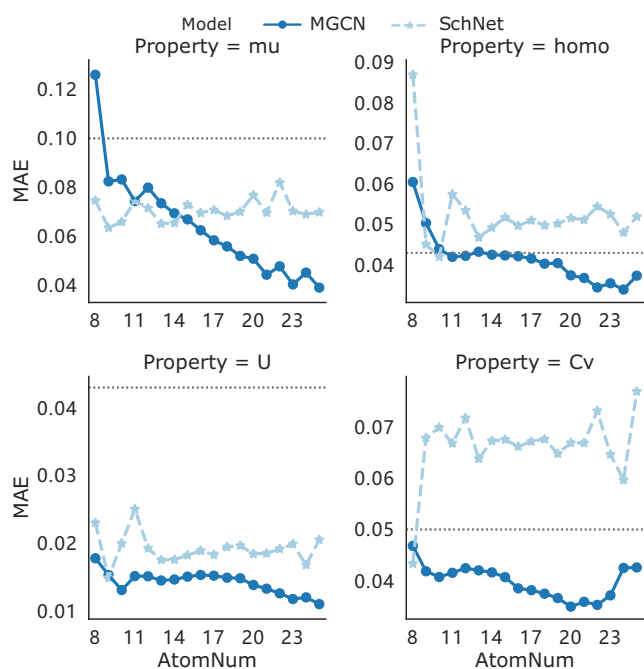 Model MGCN SchNet
Property = mu
0.12
0.10
0.08
0.06
0.04
MAE
8 11 14 17 20 23
Property = homo
0.09
0.08
0.07
0.06
0.05
0.04
8 11 14 17 20 23
Property = U
0.04
0.03
0.02
0.01
MAE
8 11 14 17 20 23
AtomNum
Property = Cv
0.07
0.06
0.05
0.04
8 11 14 17 20 23
AtomNum